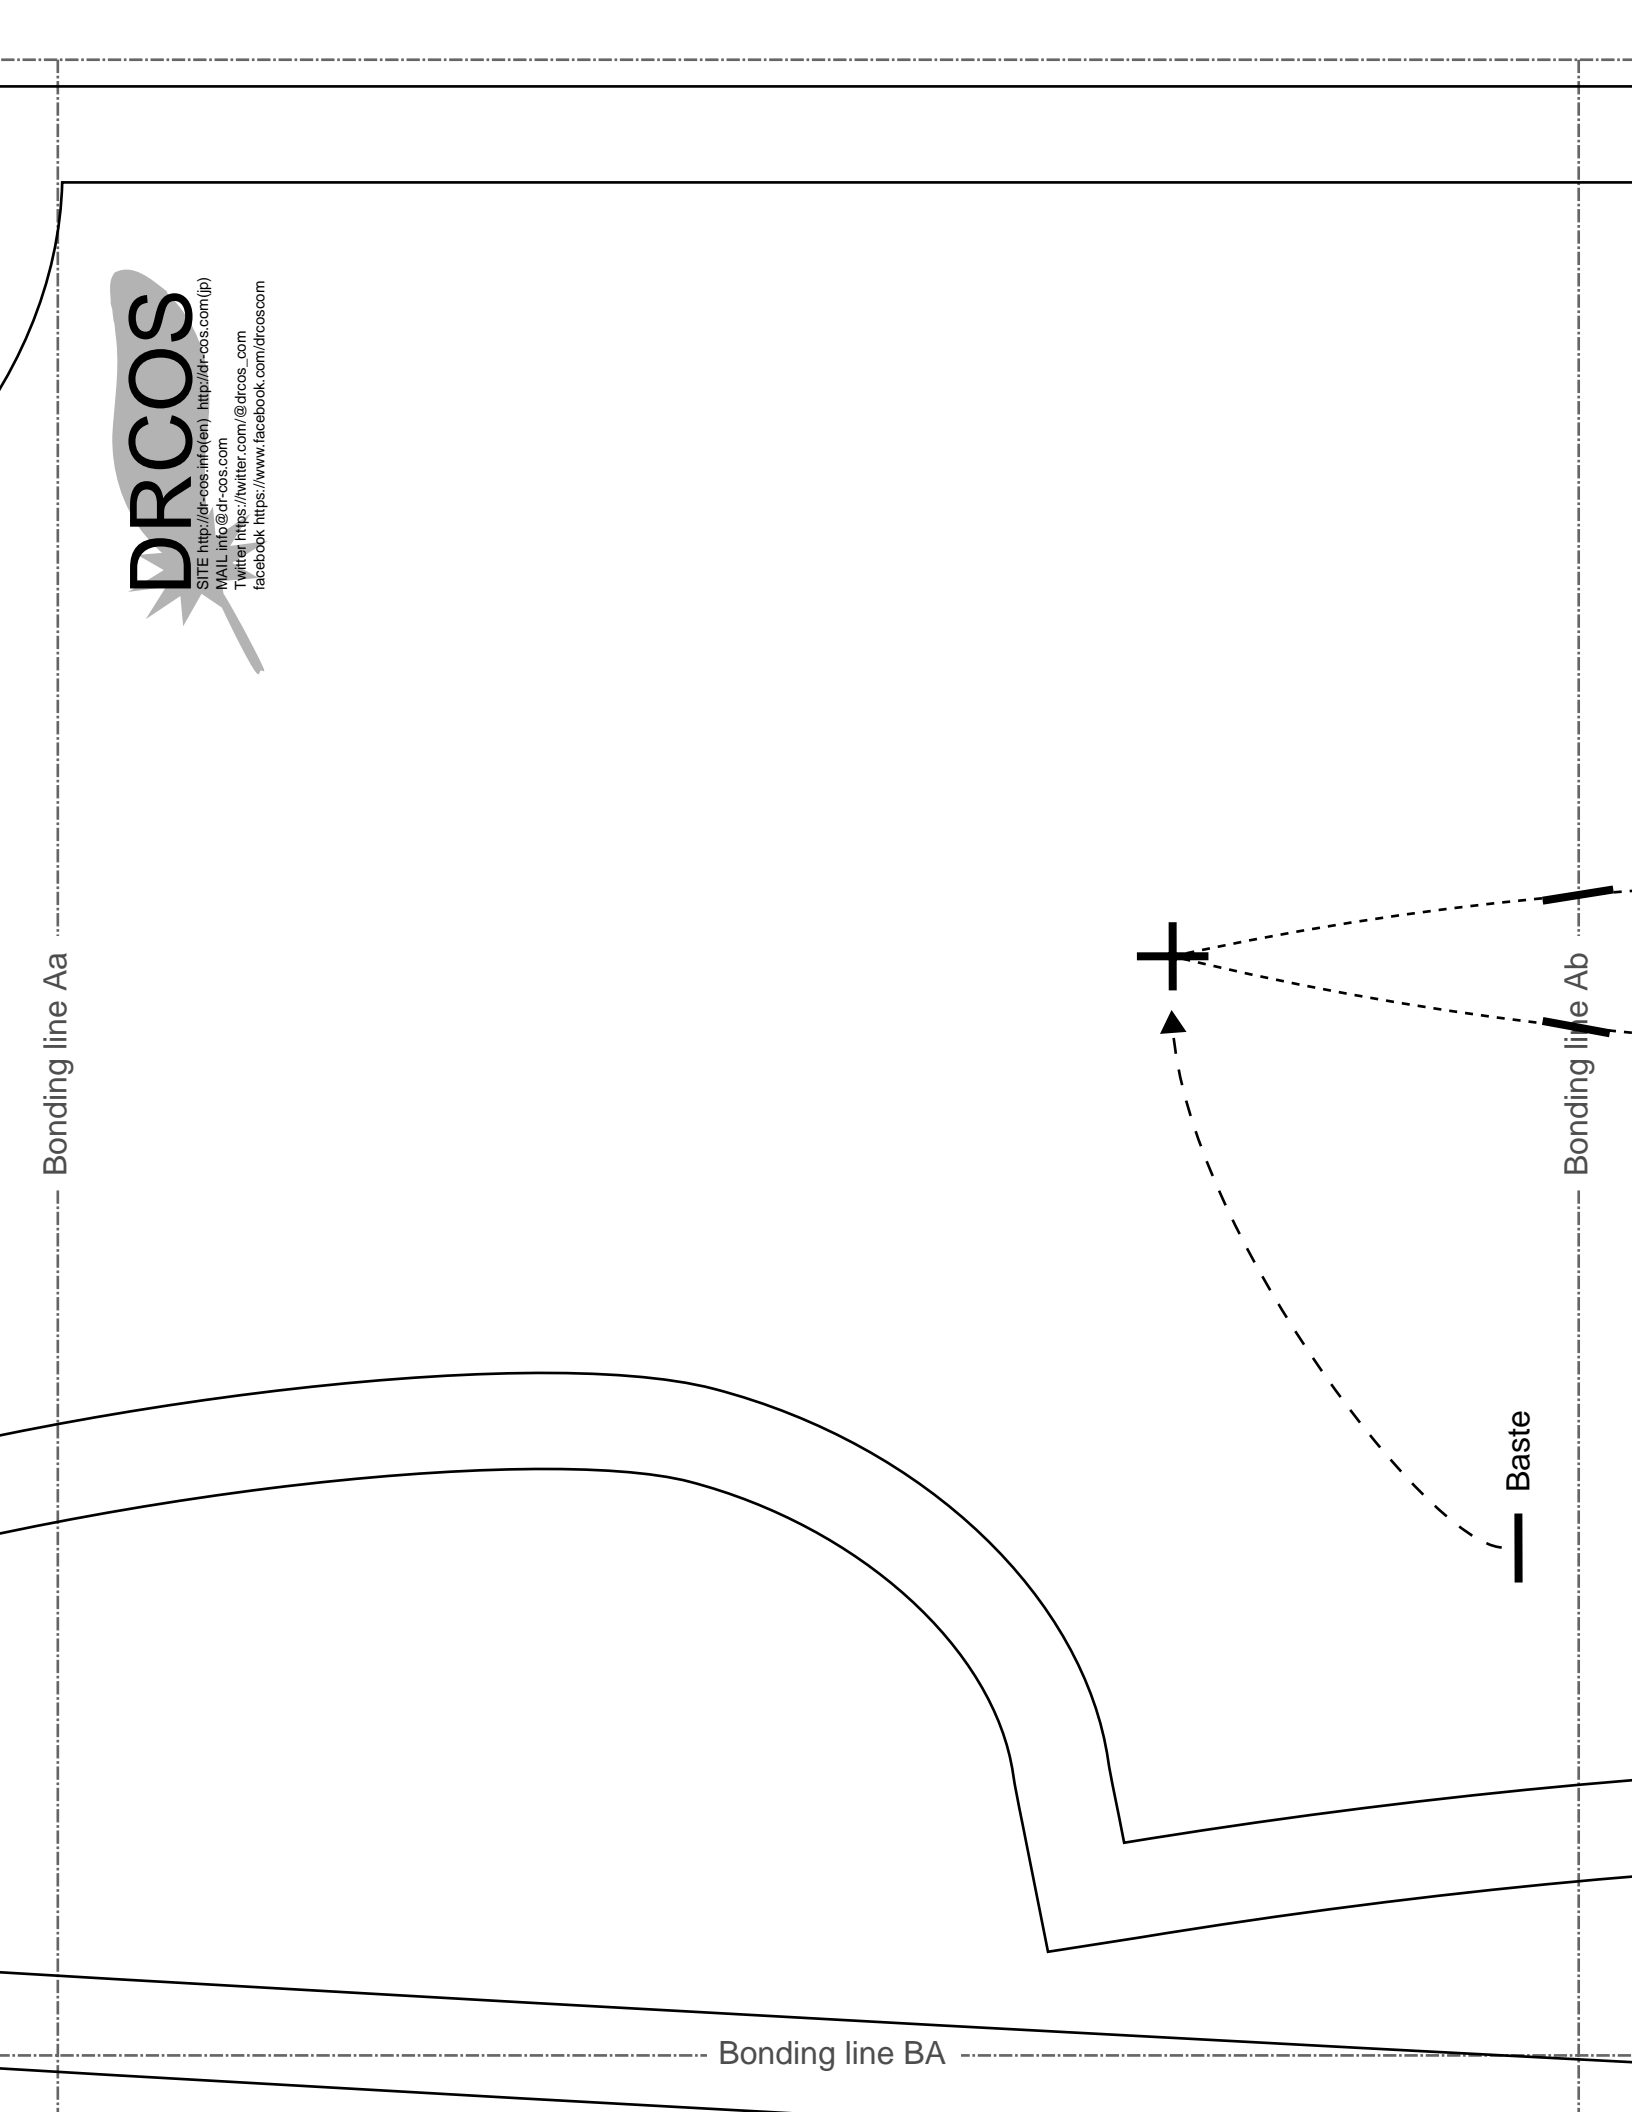 DRCOS
SITE http://dr-cos.info(en)  http://dr-cos.com(jp)
MAIL info@dr-cos.com
Twitter https://twitter.com/@drcos_com
facebook https://www.facebook.com/drcoscom
Bonding line Aa
Bonding line Ab
Baste
Bonding line BA